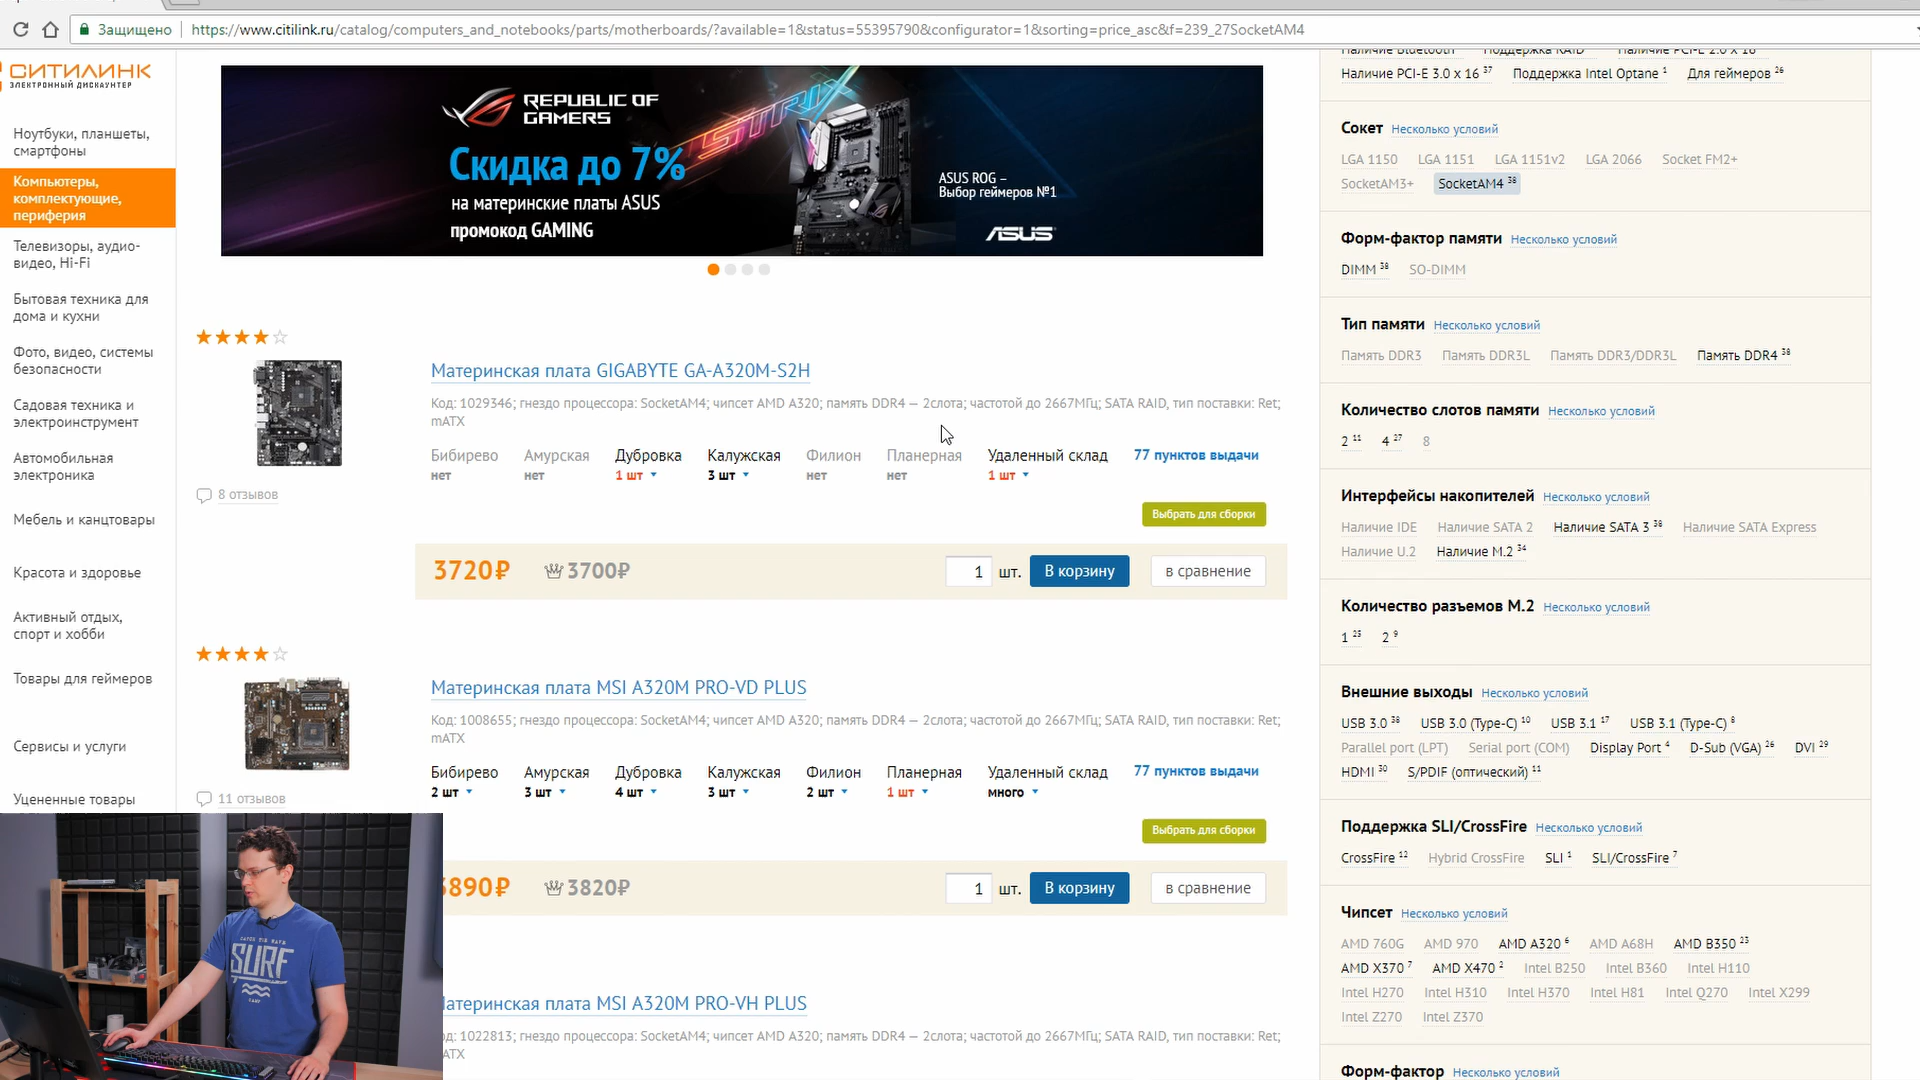 Защищено
https://www.citilink.ru/catalog/computers_and_notebooks/parts/motherboards/?available=1&status=55395790&configurator=1&sorting=price_asc&f=239_27SocketAM4
СИТИЛИНК
ЭЛЕКТРОННЫЙ ДИСКАУНТЕР
Ноутбуки, планшеты,
смартфоны
Компьютеры,
комплектующие,
периферия
Телевизоры, аудио-
видео, Hi-Fi
Бытовая техника для
дома и кухни
Фото, видео, системы
безопасности
Садовая техника и
электроинструмент
Автомобильная
электроника
Мебель и канцтовары
Красота и здоровье
Активный отдых,
спорт и хобби
Товары для геймеров
Сервисы и услуги
Уцененные товары
REPUBLIC OF
GAMERS
STRIX
Скидка до 7%
на материнские платы ASUS
промокод GAMING
ASUS ROG –
Выбор геймеров №1
ASUS
Материнская плата GIGABYTE GA-A320M-S2H
Код: 1029346; гнездо процессора: SocketAM4; чипсет AMD A320; память DDR4 — 2слота; частотой до 2667МГц; SATA RAID, тип поставки: Ret;
mATX
Бибирево Амурская Дубровка Калужская Филион Планерная Удаленный склад 77 пунктов выдачи
нет нет 1 шт 3 шт нет нет 1 шт
8 отзывов
Выбрать для сборки
3720₽ 3700₽ 1 шт. В корзину в сравнение
Материнская плата MSI A320M PRO-VD PLUS
Код: 1008655; гнездо процессора: SocketAM4; чипсет AMD A320; память DDR4 — 2слота; частотой до 2667МГц; SATA RAID, тип поставки: Ret;
mATX
Бибирево Амурская Дубровка Калужская Филион Планерная Удаленный склад 77 пунктов выдачи
2 шт 3 шт 4 шт 3 шт 2 шт 1 шт много
11 отзывов
Выбрать для сборки
890₽ 3820₽ 1 шт. В корзину в сравнение
атеринская плата MSI A320M PRO-VH PLUS
од: 1022813; гнездо процессора: SocketAM4; чипсет AMD A320; память DDR4 — 2слота; частотой до 2667МГц; SATA RAID, тип поставки: Ret;
ATX
SURF
CAMP
Наличие Bluetooth Поддержка RAID Наличие PCI-E 2.0 x 16
Наличие PCI-E 3.0 x 16 37 Поддержка Intel Optane 1 Для геймеров 26
Сокет Несколько условий
LGA 1150 LGA 1151 LGA 1151v2 LGA 2066 Socket FM2+
SocketAM3+ SocketAM4 38
Форм-фактор памяти Несколько условий
DIMM 38 SO-DIMM
Тип памяти Несколько условий
Память DDR3 Память DDR3L Память DDR3/DDR3L Память DDR4 38
Количество слотов памяти Несколько условий
2 11 4 27 8
Интерфейсы накопителей Несколько условий
Наличие IDE Наличие SATA 2 Наличие SATA 3 38 Наличие SATA Express
Наличие U.2 Наличие M.2 34
Количество разъемов M.2 Несколько условий
1 25 2 9
Внешние выходы Несколько условий
USB 3.0 38 USB 3.0 (Type-C) 10 USB 3.1 17 USB 3.1 (Type-C) 8
Parallel port (LPT) Serial port (COM) Display Port 4 D-Sub (VGA) 26 DVI 29
HDMI 30 S/PDIF (оптический) 11
Поддержка SLI/CrossFire Несколько условий
CrossFire 12 Hybrid CrossFire SLI 1 SLI/CrossFire 7
Чипсет Несколько условий
AMD 760G AMD 970 AMD A320 6 AMD A68H AMD B350 23
AMD X370 7 AMD X470 2 Intel B250 Intel B360 Intel H110
Intel H270 Intel H310 Intel H370 Intel H81 Intel Q270 Intel X299
Intel Z270 Intel Z370
Форм-фактор Несколько условий